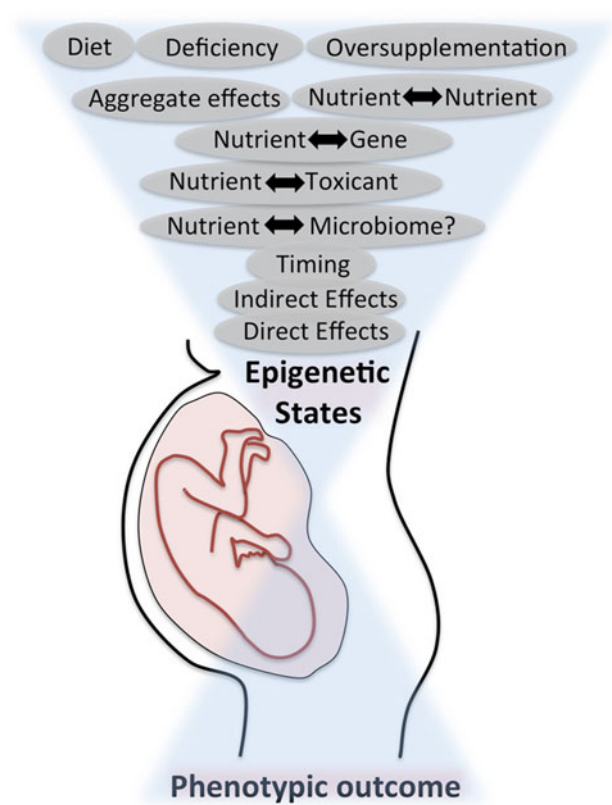 Diet Deficiency Oversupplementation
Aggregate effects Nutrient Nutrient
Nutrient Gene
Nutrient Toxicant
Nutrient Microbiome?
Timing
Indirect Effects
Direct Effects
Epigenetic
States
Phenotypic outcome